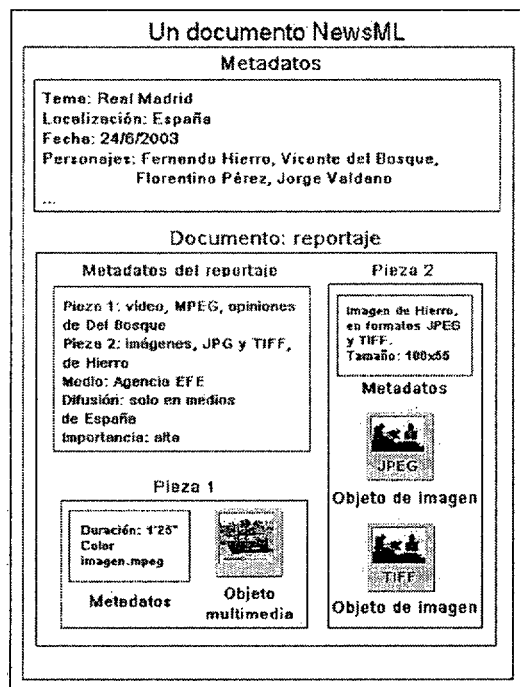 Un documento NewsML
Metadatos
Tema: Real Madrid
Localización: España
Fecha: 24/6/2003
Personajes: Fernando Hierro, Vicente del Bosque,
Florentino Pérez, Jorge Valdano
...
Documento: reportaje
Metadatos del reportaje
Pieza 1: vídeo, MPEG, opiniones
de Del Bosque
Pieza 2: imágenes, JPG y TIFF,
de Hierro
Medio: Agencia EFE
Difusión: solo en medios
de España
Importancia: alta
Pieza 1
Duración: 1'25"
Color
imagen.mpeg
Metadatos
Objeto
multimedia
Pieza 2
Imagen de Hierro,
en formatos JPEG
y TIFF.
Tamaño: 100x55
Metadatos
JPEG
Objeto de imagen
TIFF
Objeto de imagen